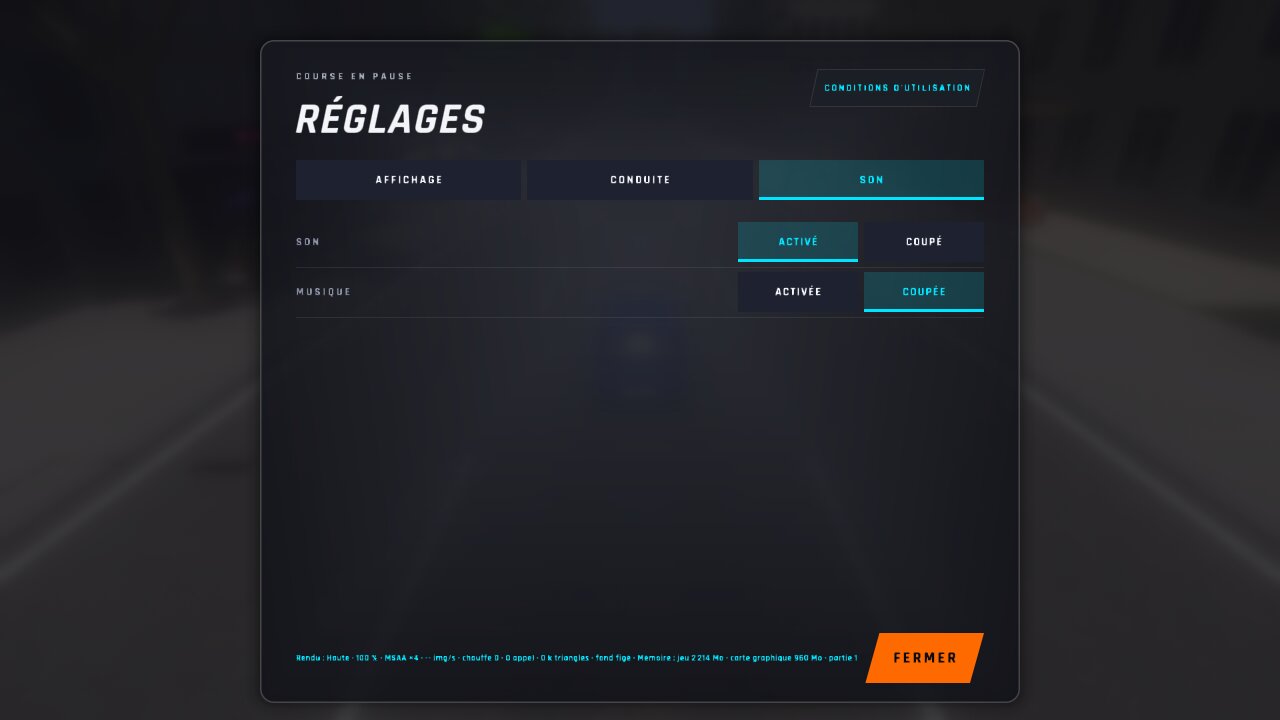 COURSE EN PAUSE
CONDITIONS D'UTILISATION
RÉGLAGES
AFFICHAGE CONDUITE SON
SON ACTIVÉ COUPÉ
MUSIQUE ACTIVÉE COUPÉE
Rendu : Haute · 100 % · MSAA ×4 · -- img/s · chauffe 0 · 0 appel · 0 k triangles · fond figé · Mémoire : jeu 2 214 Mo · carte graphique 960 Mo · partie 1
FERMER